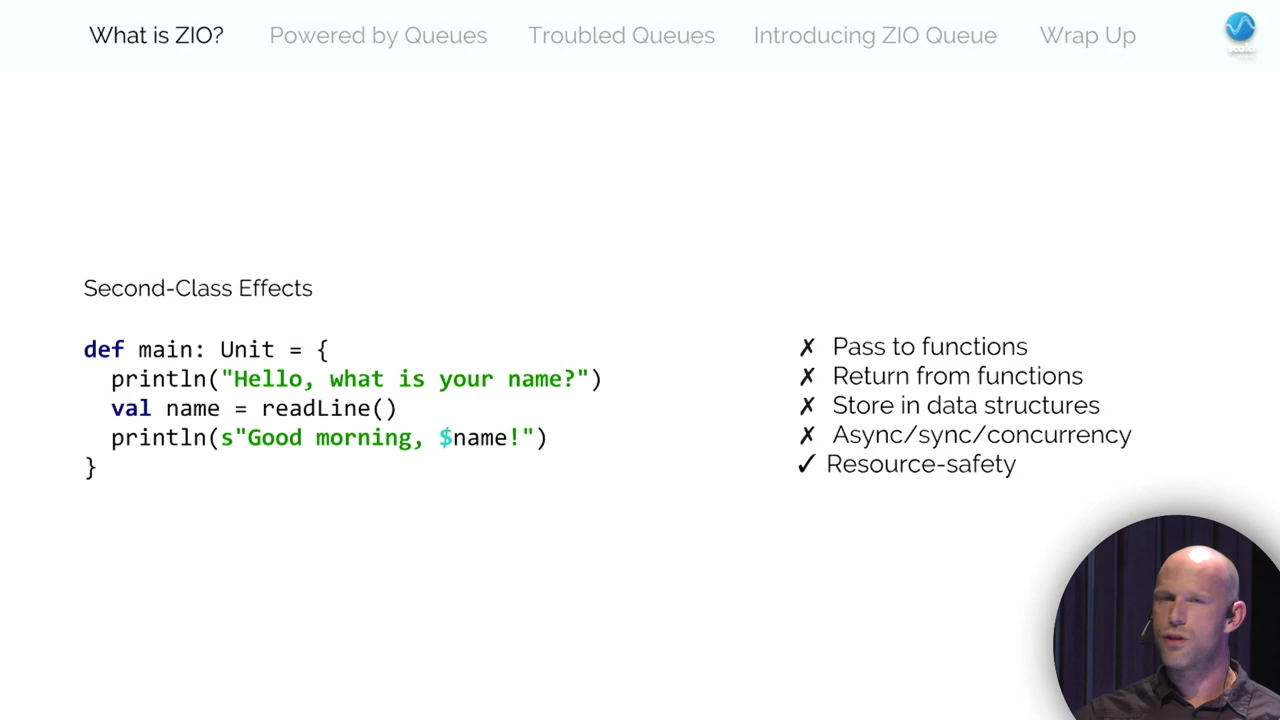 What is ZIO? Powered by Queues Troubled Queues Introducing ZIO Queue Wrap Up
Second-Class Effects
def main: Unit = {
println("Hello, what is your name?")
val name = readLine()
println(s"Good morning, $name!")
}
✗ Pass to functions
✗ Return from functions
✗ Store in data structures
✗ Async/sync/concurrency
✓ Resource-safety